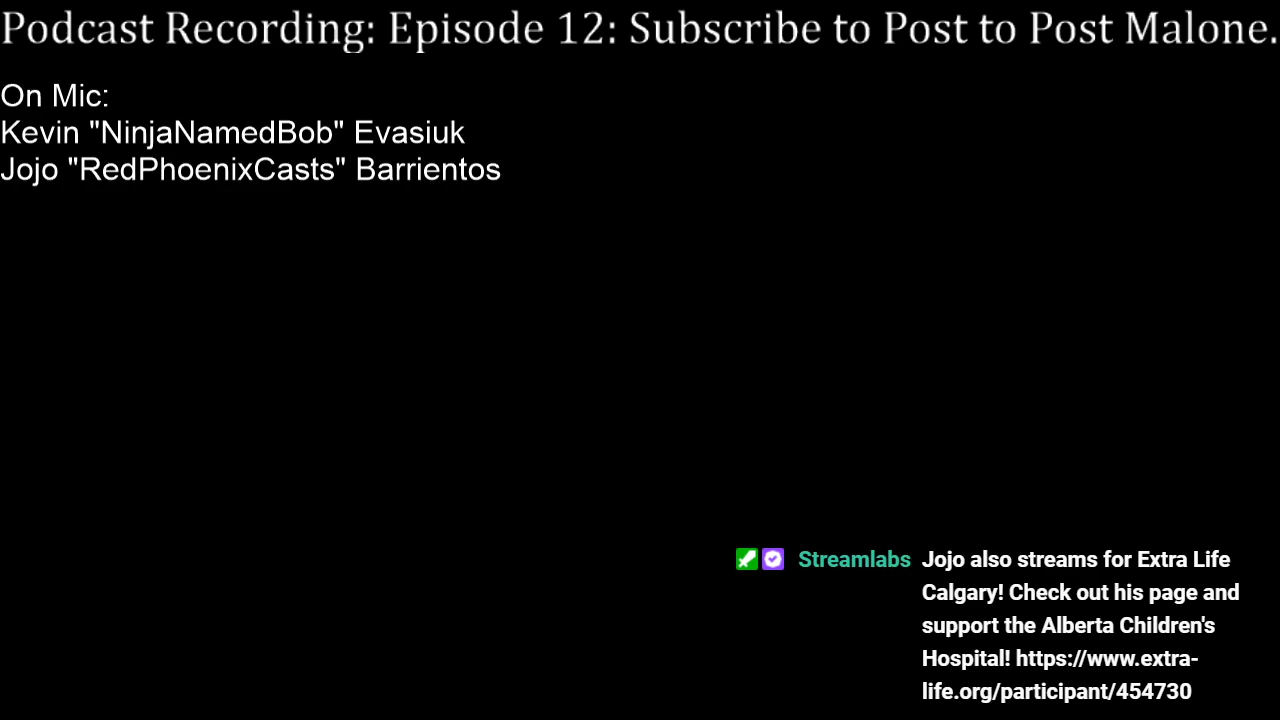 Podcast Recording: Episode 12: Subscribe to Post to Post Malone.
On Mic:
Kevin "NinjaNamedBob" Evasiuk
Jojo "RedPhoenixCasts" Barrientos
Streamlabs Jojo also streams for Extra Life
Calgary! Check out his page and
support the Alberta Children's
Hospital! https://www.extra-
life.org/participant/454730